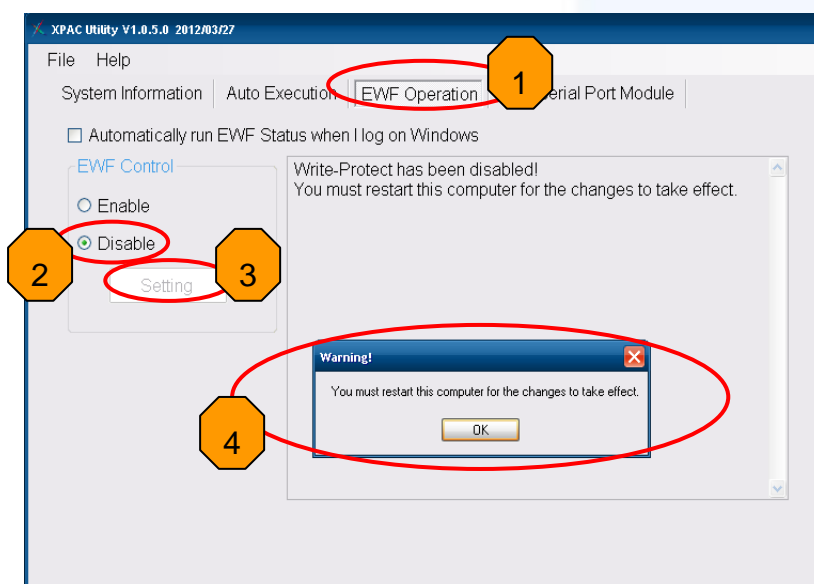 XPAC Utility V1.0.5.0 2012/03/27
File Help
System Information Auto Execution EWF Operation erial Port Module
1
Automatically run EWF Status when I log on Windows
EWF Control
Enable
Disable
Setting
2
3
Write-Protect has been disabled!
You must restart this computer for the changes to take effect.
Warning!
You must restart this computer for the changes to take effect.
OK
4